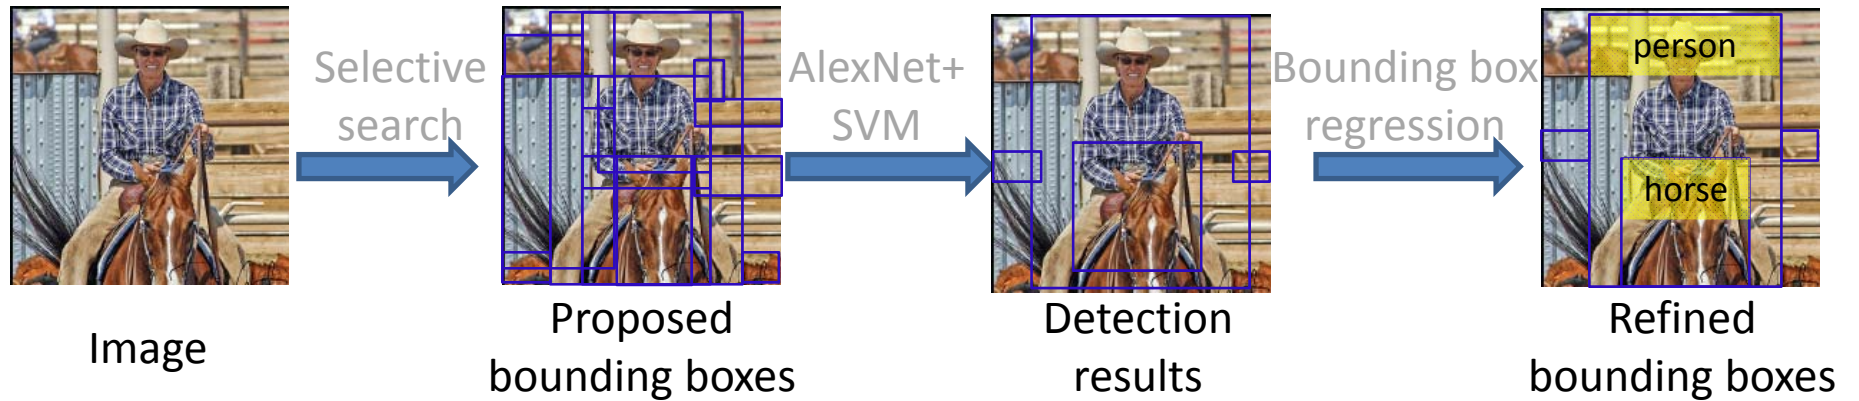 Selective
search
AlexNet+
SVM
Bounding box
regression
person
horse
Image
Proposed
bounding boxes
Detection
results
Refined
bounding boxes